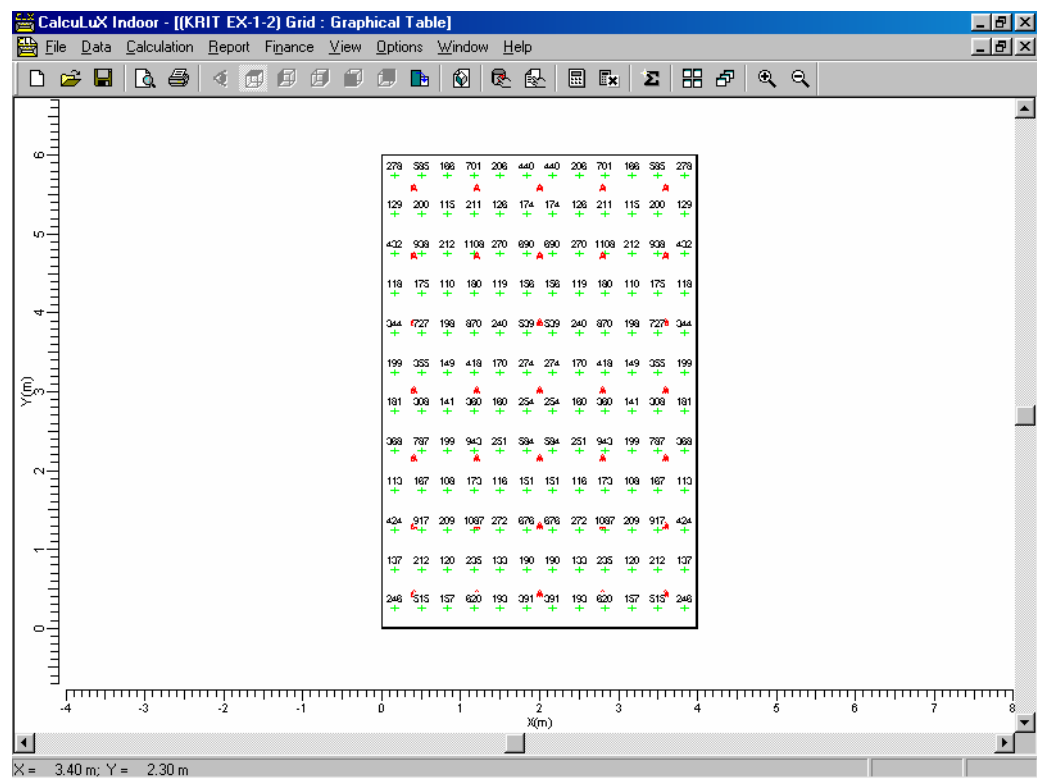 CalcuLuX Indoor - [(KRIT EX-1-2) Grid : Graphical Table]
File Data Calculation Report Finance View Options Window Help
6
278 585 166 701 206 440 440 206 701 166 585 278
A A A A A
129 200 115 211 126 174 174 126 211 115 200 129
5
432 938 212 1108 270 690 690 270 1108 212 938 432
A A A A A
118 175 110 180 119 156 156 119 180 110 175 118
4
344 727 198 870 240 539 539 240 870 198 727 344
199 355 149 418 170 274 274 170 418 149 355 199
Y(m)
3
A A A A A
181 308 141 360 160 254 254 160 360 141 308 181
368 787 199 943 251 584 584 251 943 199 787 368
A A A A A
2
113 167 108 173 116 151 151 116 173 108 167 113
424 917 209 1087 272 676 676 272 1087 209 917 424
1
137 212 120 235 133 190 190 133 235 120 212 137
246 515 157 620 193 391 391 193 620 157 515 246
0
-4 -3 -2 -1 0 1 2 3 4 5 6 7 8
X(m)
X = 3.40 m; Y = 2.30 m